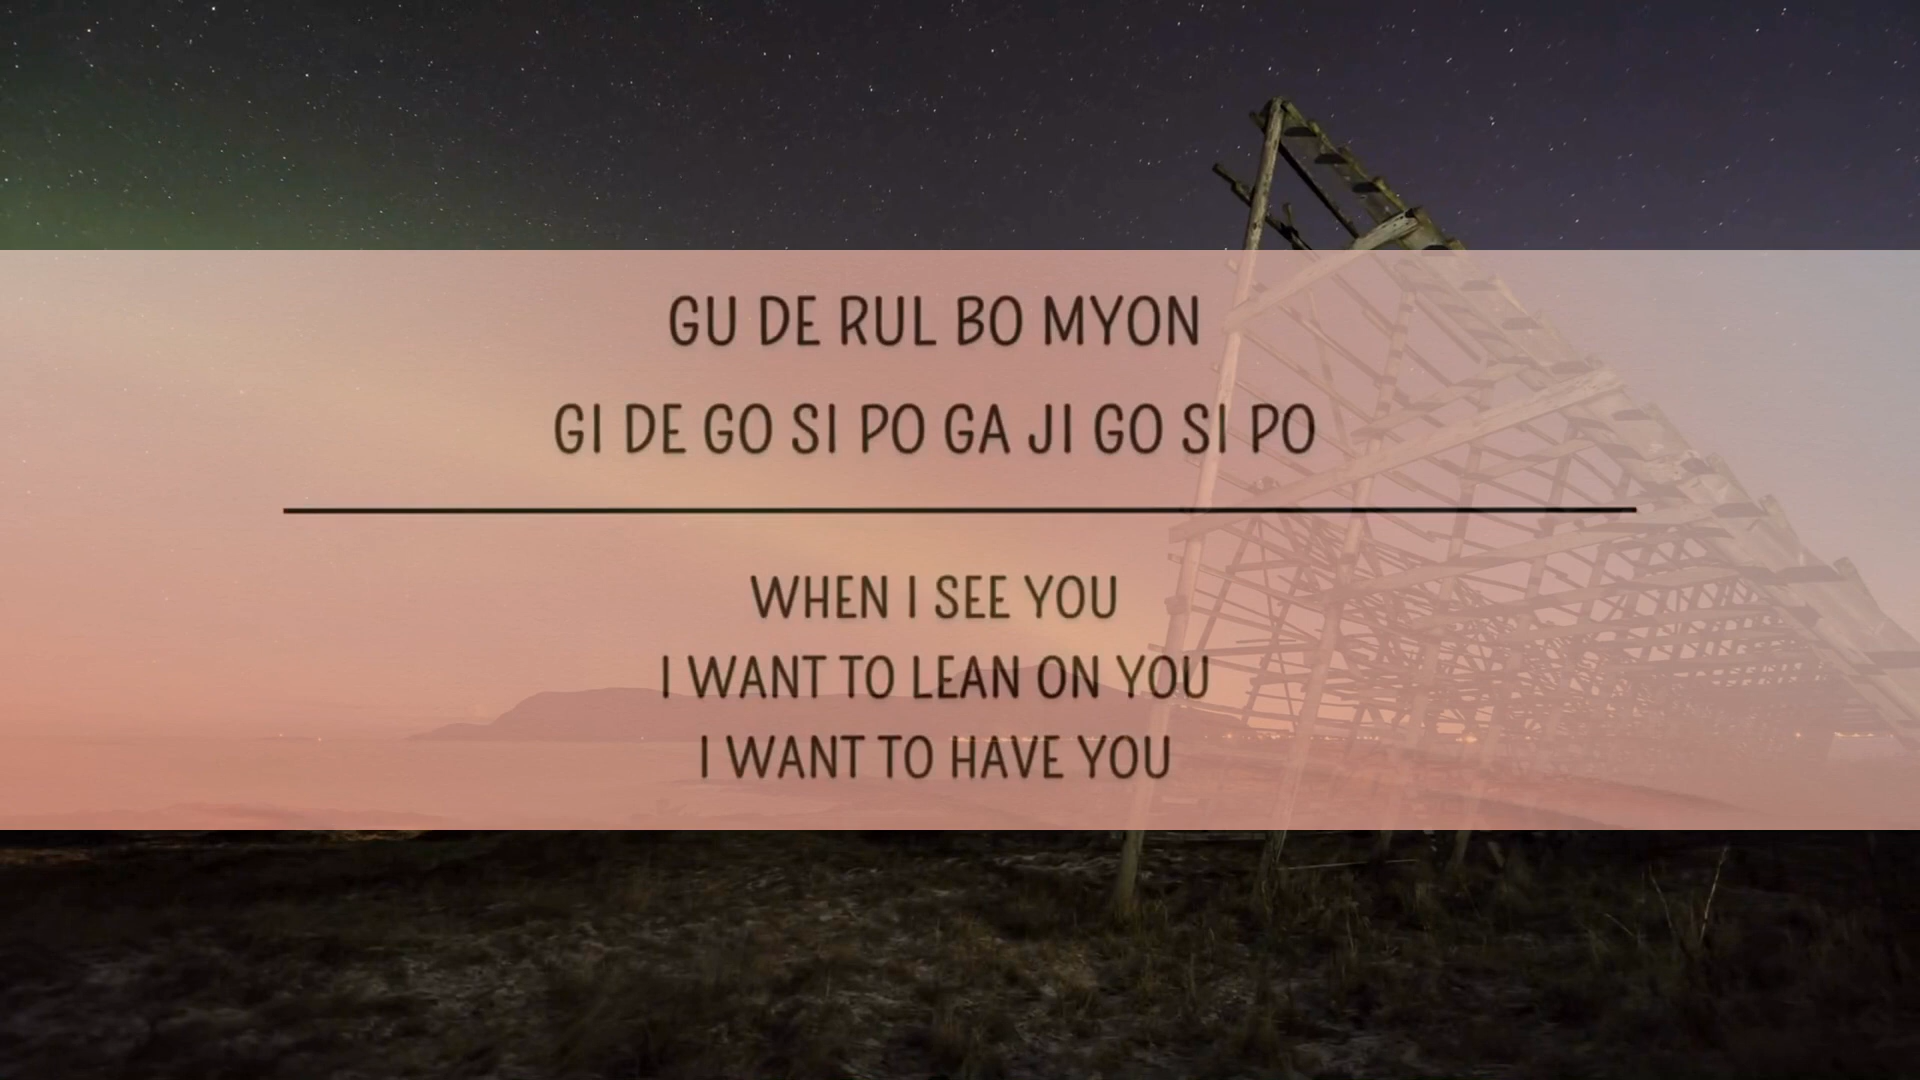 GU DE RUL BO MYON
GI DE GO SI PO GA JI GO SI PO
WHEN I SEE YOU
I WANT TO LEAN ON YOU
I WANT TO HAVE YOU